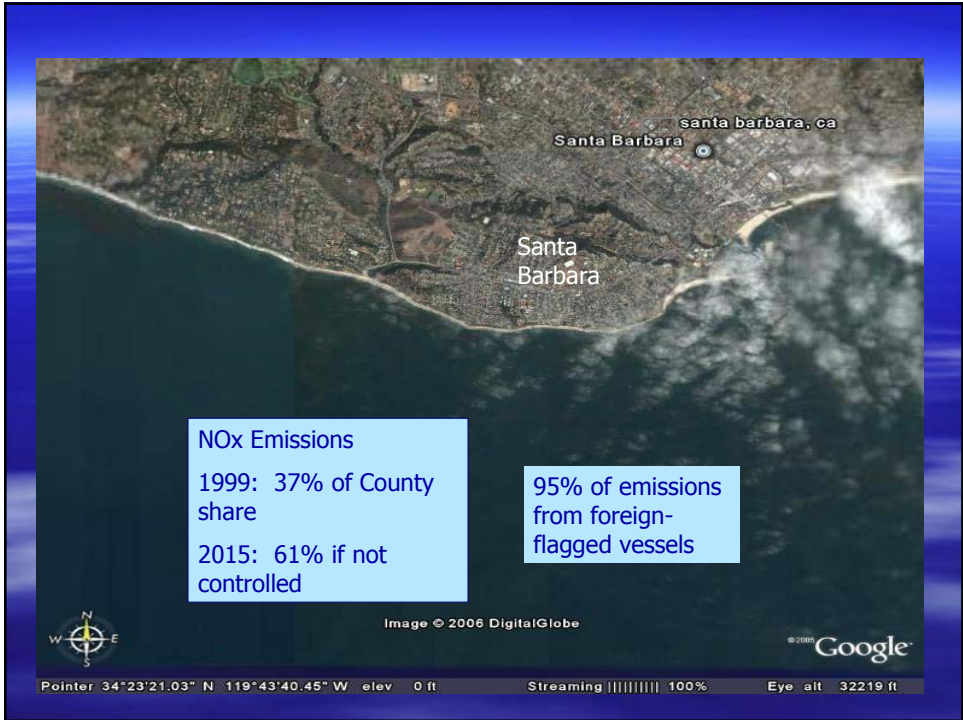 santa barbara, ca
Santa Barbara
Santa
Barbara
NOx Emissions
1999: 37% of County
share
2015: 61% if not
controlled
95% of emissions
from foreign-
flagged vessels
N
W E
S
Image © 2006 DigitalGlobe
© 2005 Google
Pointer 34°23'21.03" N 119°43'40.45" W elev 0 ft Streaming |||||||||| 100% Eye alt 32219 ft